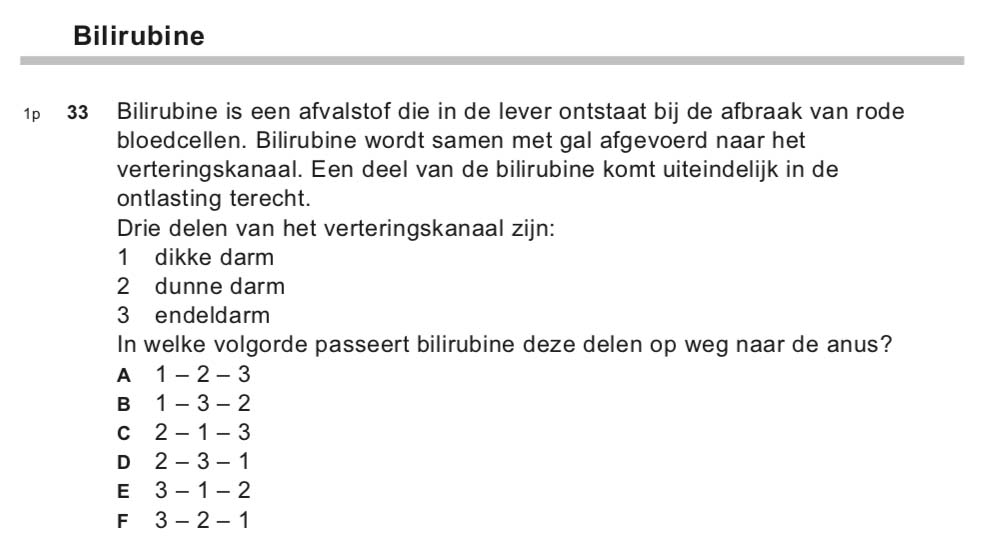 Bilirubine
1p 33 Bilirubine is een afvalstof die in de lever ontstaat bij de afbraak van rode
bloedcellen. Bilirubine wordt samen met gal afgevoerd naar het
verteringskanaal. Een deel van de bilirubine komt uiteindelijk in de
ontlasting terecht.
Drie delen van het verteringskanaal zijn:
1 dikke darm
2 dunne darm
3 endeldarm
In welke volgorde passeert bilirubine deze delen op weg naar de anus?
A 1 – 2 – 3
B 1 – 3 – 2
C 2 – 1 – 3
D 2 – 3 – 1
E 3 – 1 – 2
F 3 – 2 – 1